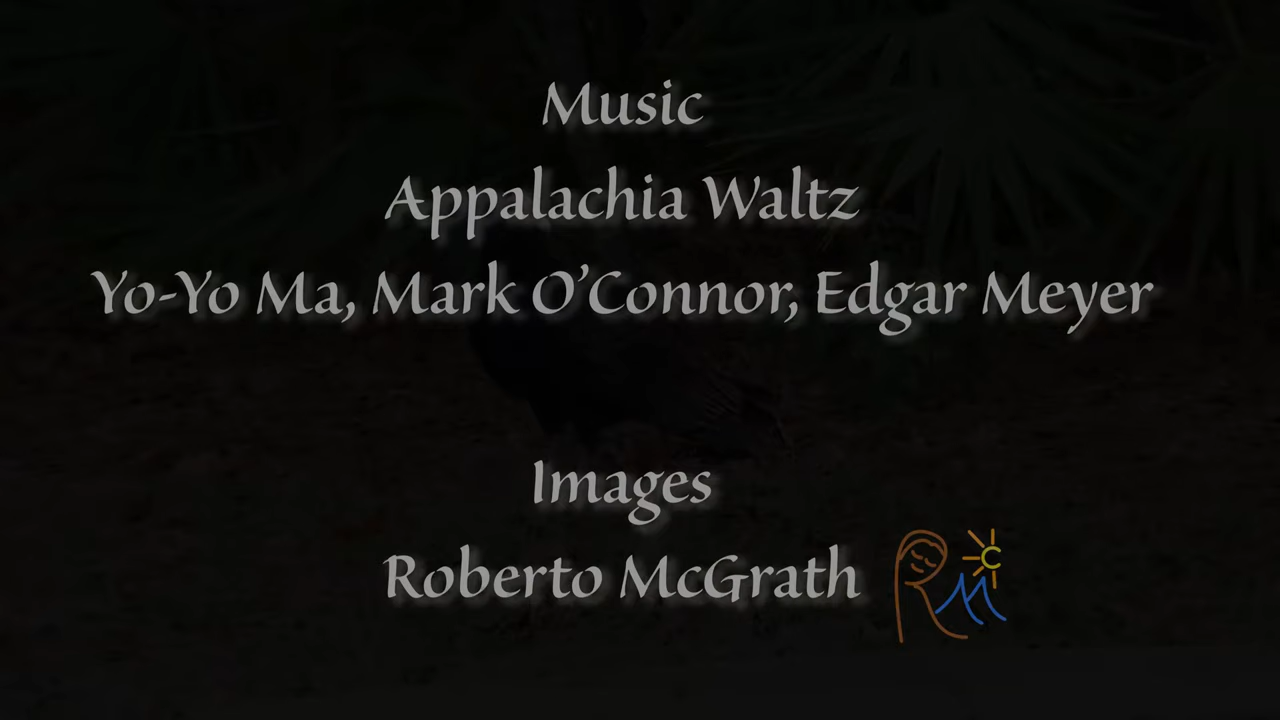 Music
Appalachia Waltz
Yo-Yo Ma, Mark O’Connor, Edgar Meyer
Images
Roberto McGrath